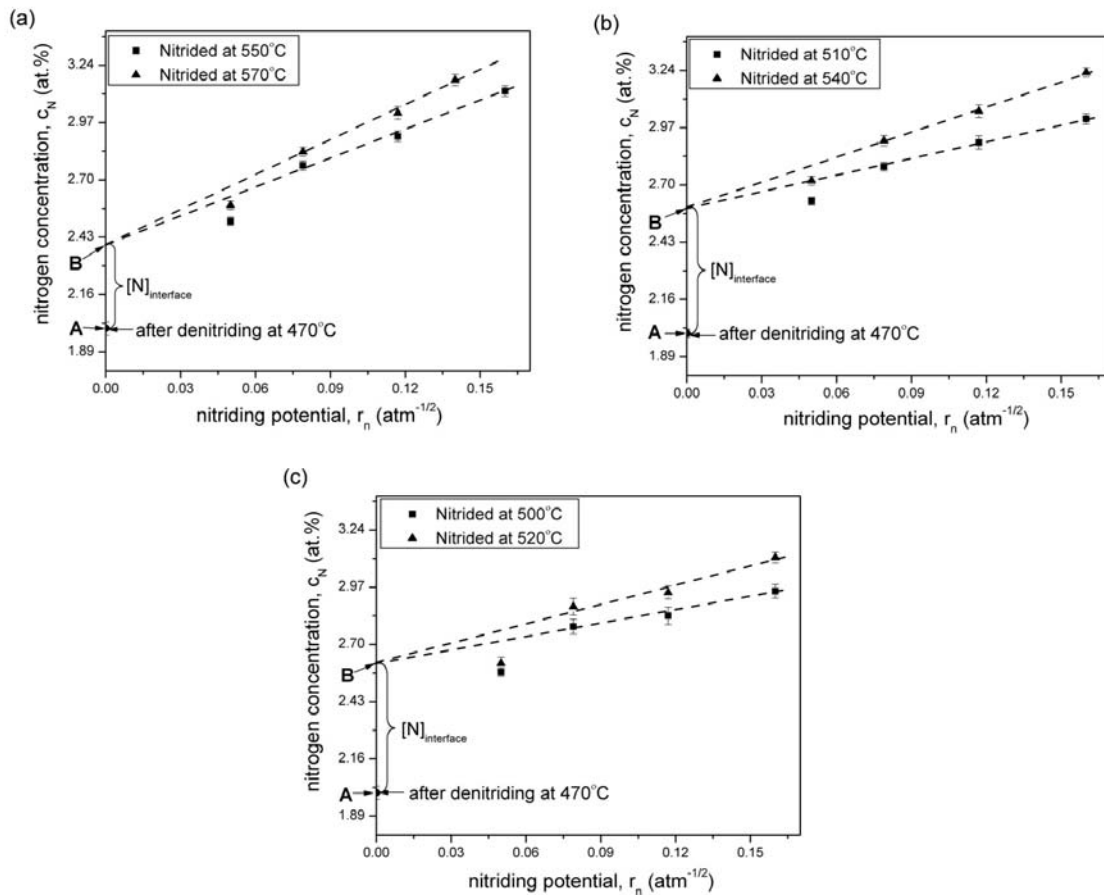 (a)
Nitrided at 550°C
Nitrided at 570°C
nitrogen concentration, c_N (at.%)
3.24
2.97
2.70
2.43
2.16
1.89
B
[N]interface
A
after denitriding at 470°C
0.00 0.03 0.06 0.09 0.12 0.15
nitriding potential, r_n (atm^-1/2)
(b)
Nitrided at 510°C
Nitrided at 540°C
nitrogen concentration, c_N (at.%)
3.24
2.97
2.70
2.43
2.16
1.89
B
[N]interface
A
after denitriding at 470°C
0.00 0.03 0.06 0.09 0.12 0.15
nitriding potential, r_n (atm^-1/2)
(c)
Nitrided at 500°C
Nitrided at 520°C
nitrogen concentration, c_N (at.%)
3.24
2.97
2.70
2.43
2.16
1.89
B
[N]interface
A
after denitriding at 470°C
0.00 0.03 0.06 0.09 0.12 0.15
nitriding potential, r_n (atm^-1/2)